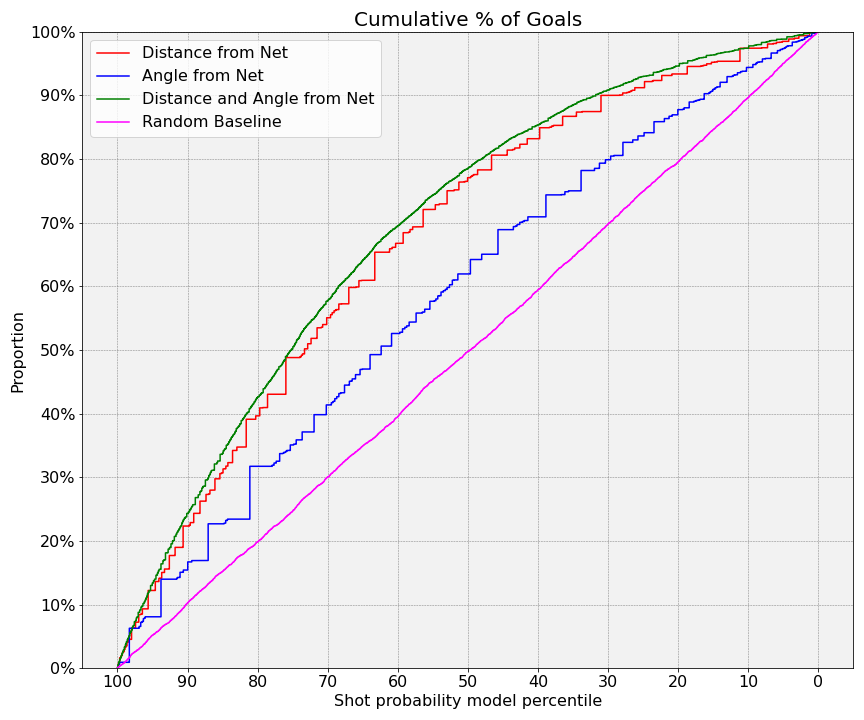 Cumulative % of Goals
Distance from Net
Angle from Net
Distance and Angle from Net
Random Baseline
Proportion
100%
90%
80%
70%
60%
50%
40%
30%
20%
10%
0%
100 90 80 70 60 50 40 30 20 10 0
Shot probability model percentile